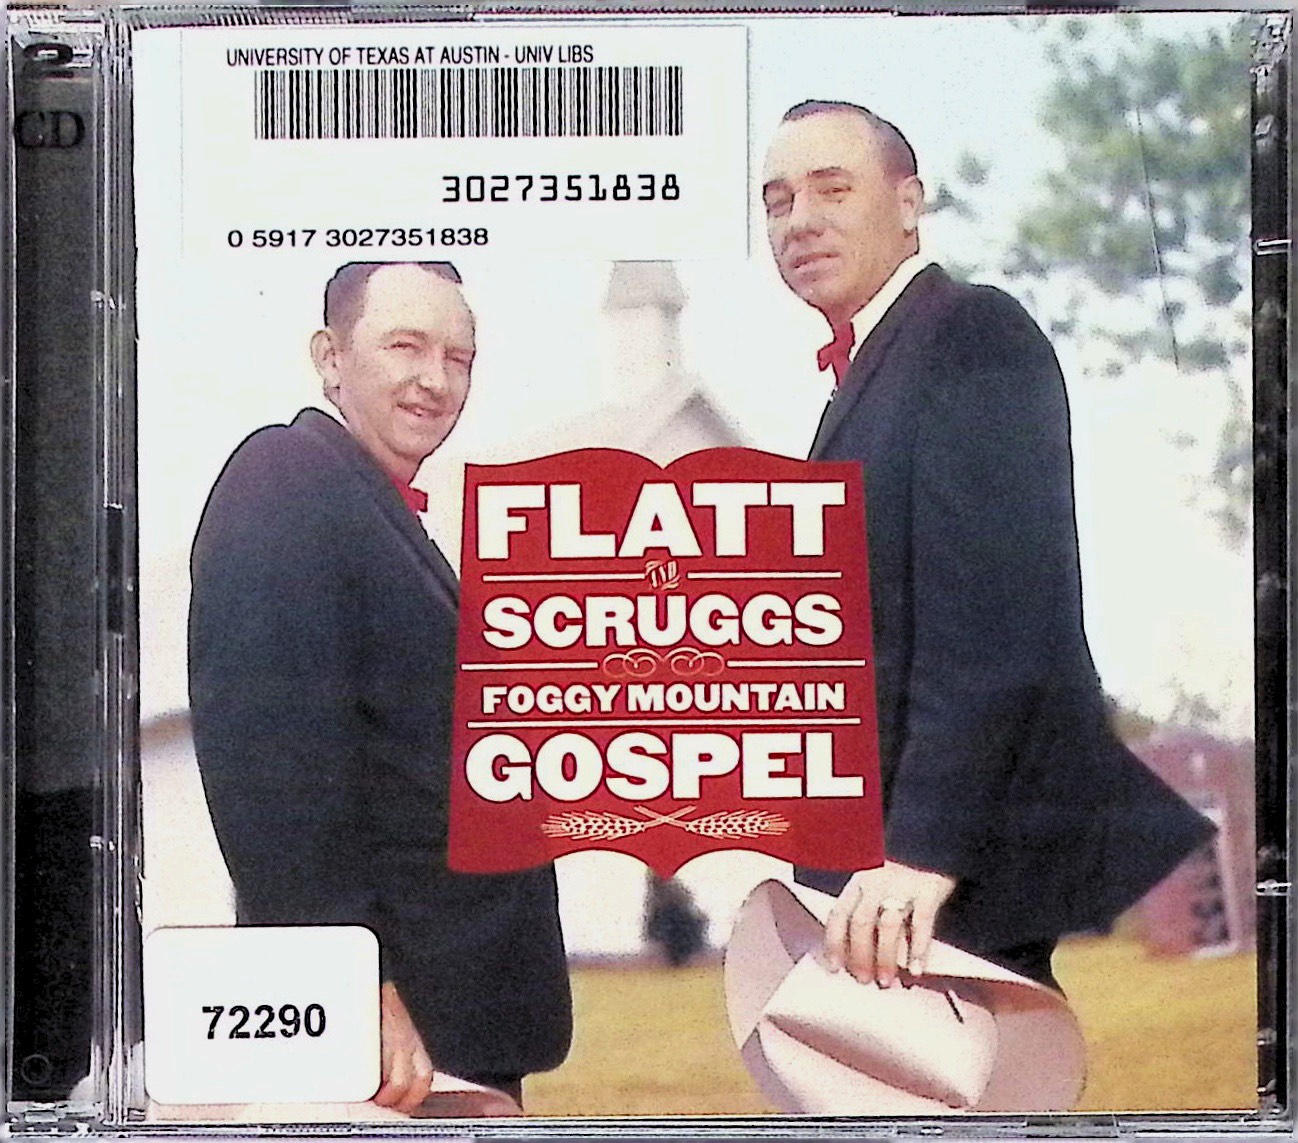 2
CD
UNIVERSITY OF TEXAS AT AUSTIN - UNIV LIBS
3027351838
0 5917 3027351838
FLATT
AND
SCRUGGS
FOGGY MOUNTAIN
GOSPEL
72290